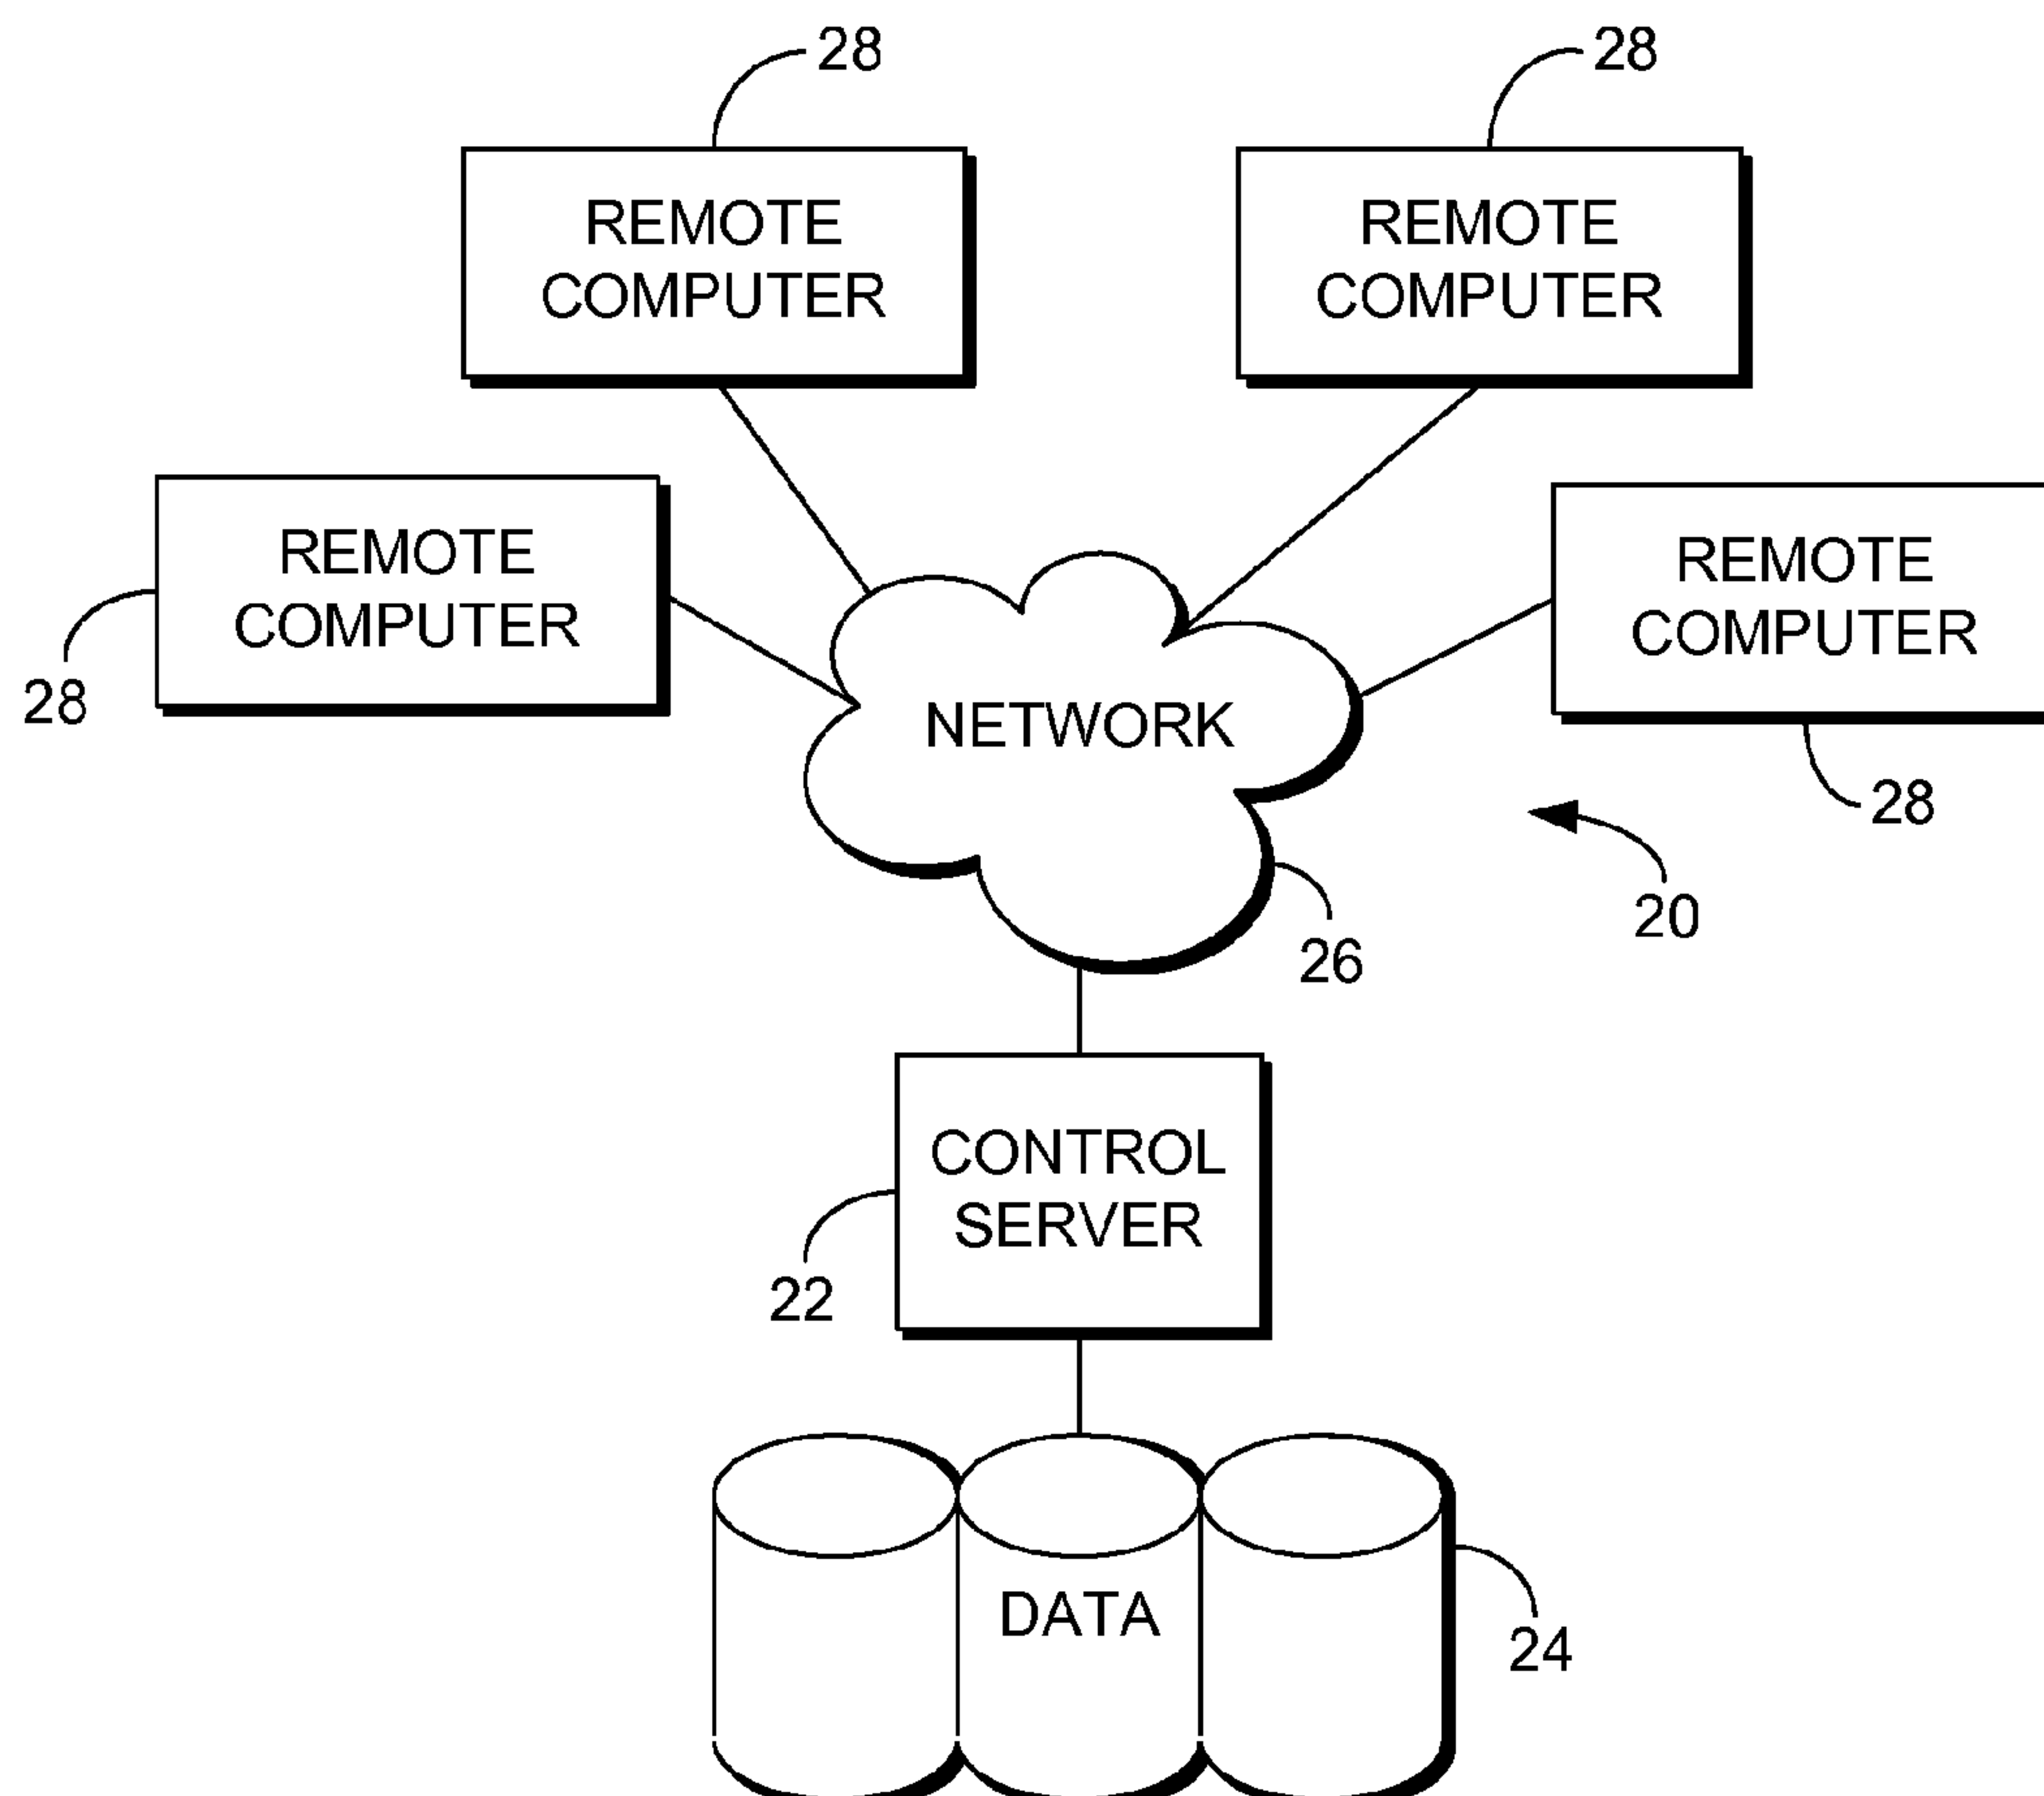 28
28
REMOTE
COMPUTER
REMOTE
COMPUTER
REMOTE
COMPUTER
REMOTE
COMPUTER
28
NETWORK
28
20
26
CONTROL
SERVER
22
DATA
24